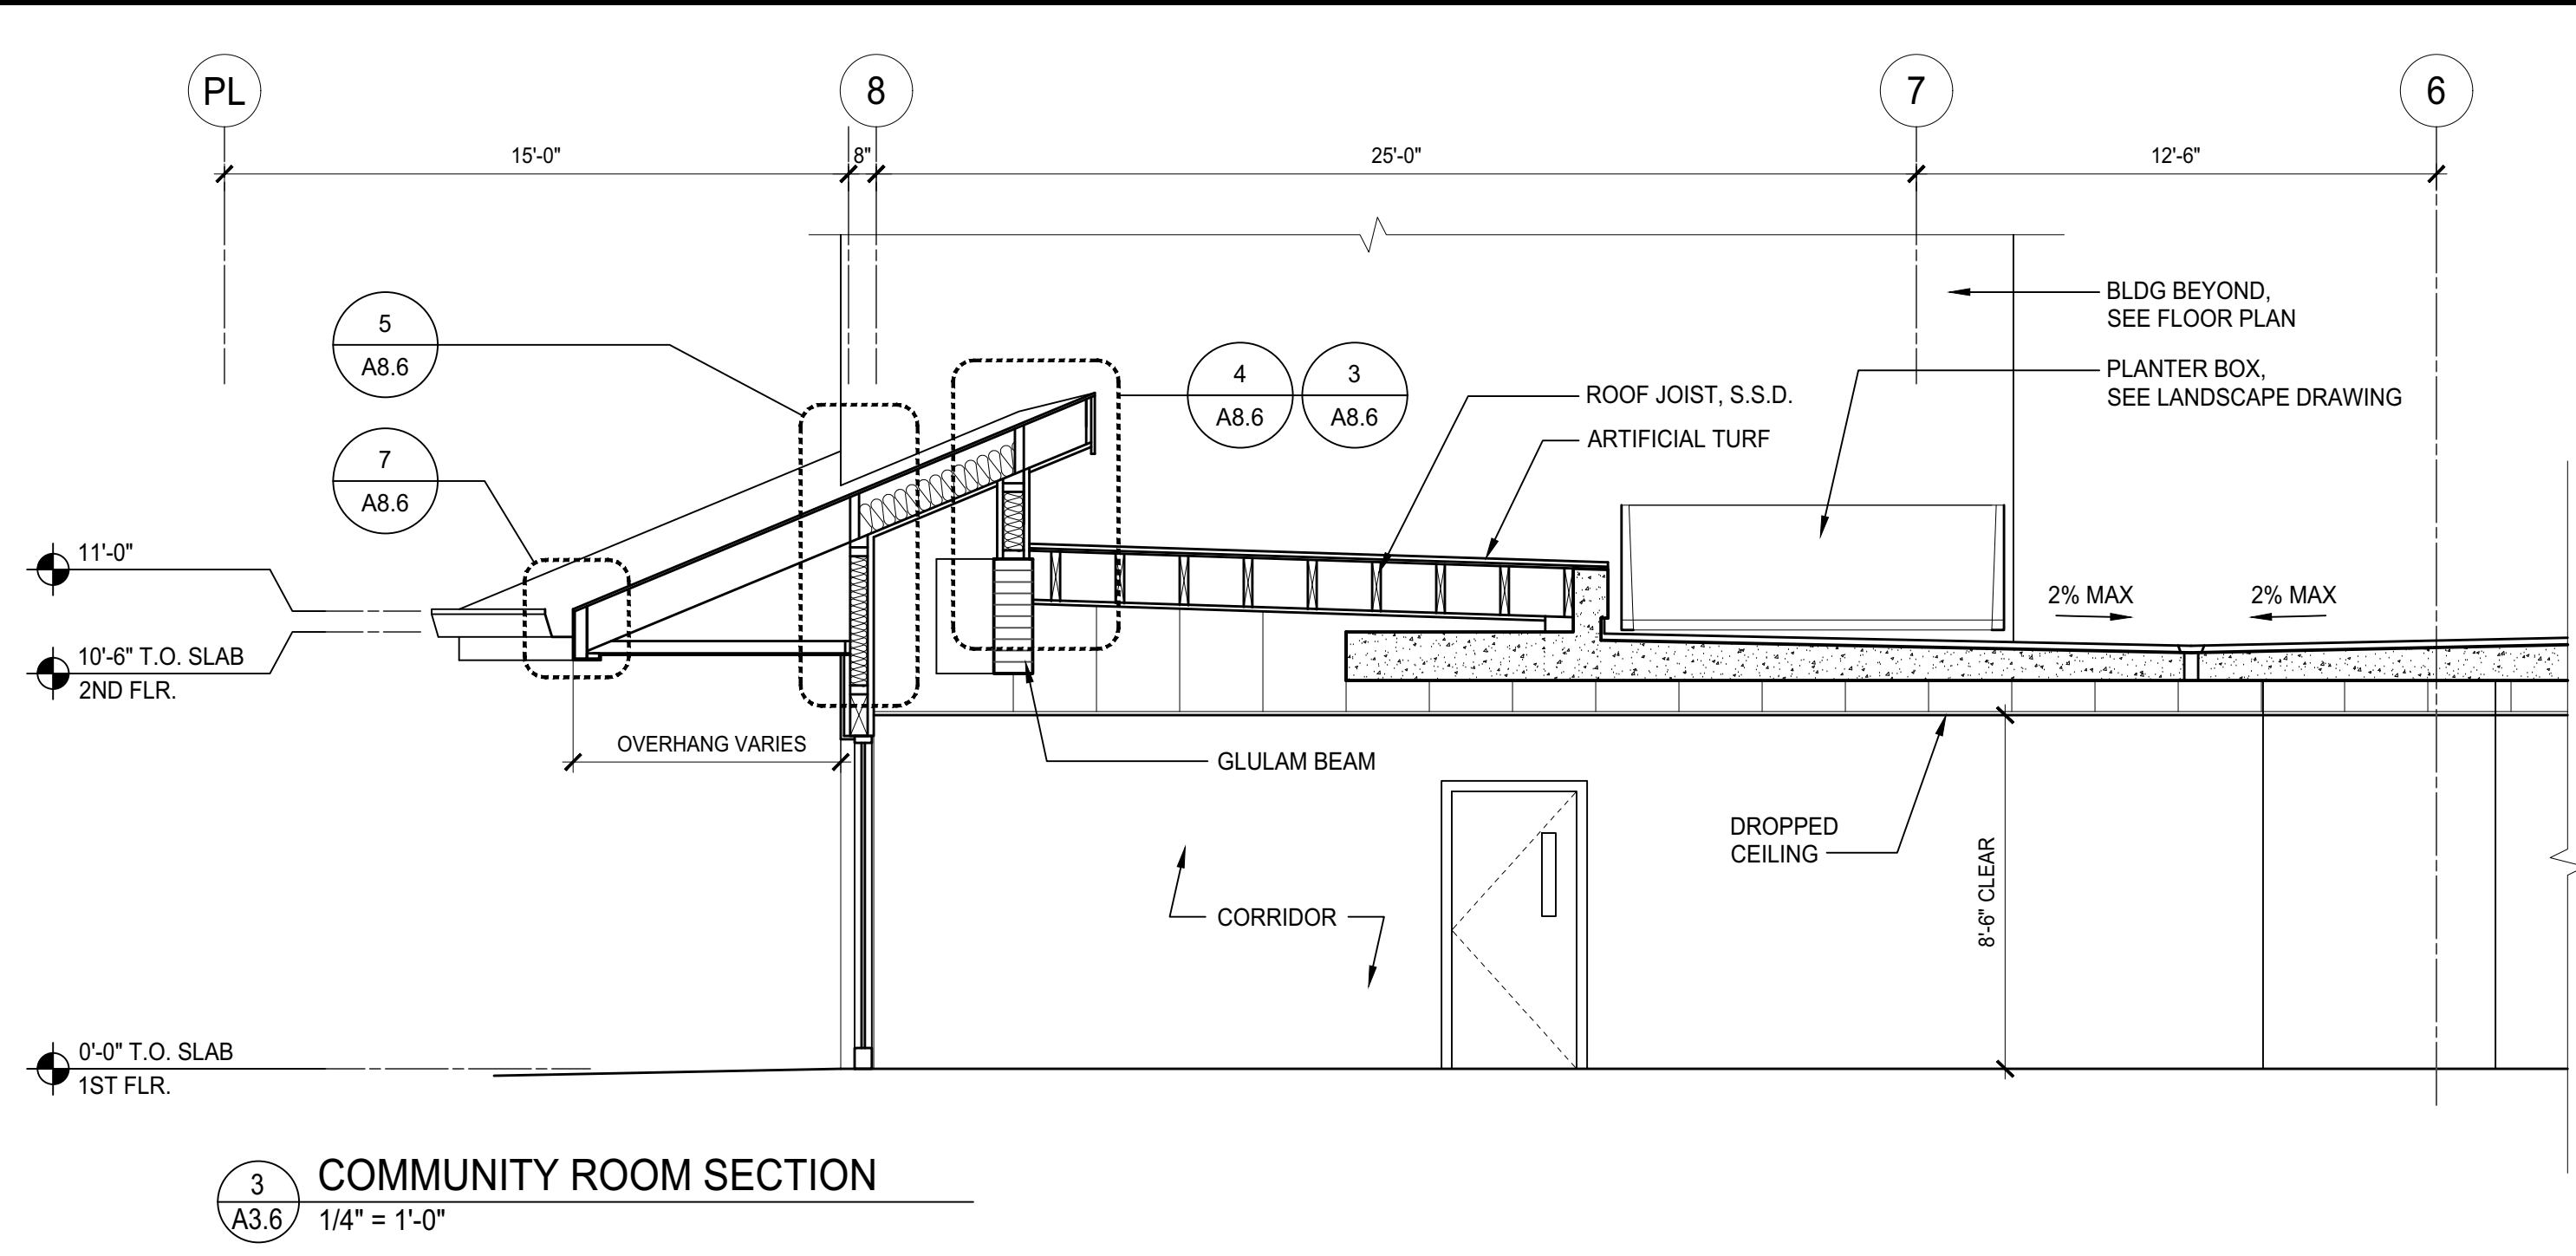 PL
8
7
6
15'-0"
8"
25'-0"
12'-6"
BLDG BEYOND,
SEE FLOOR PLAN
5
A8.6
4
A8.6
3
A8.6
PLANTER BOX,
SEE LANDSCAPE DRAWING
ROOF JOIST, S.S.D.
ARTIFICIAL TURF
7
A8.6
11'-0"
2% MAX
2% MAX
10'-6" T.O. SLAB
2ND FLR.
OVERHANG VARIES
GLULAM BEAM
DROPPED
CEILING
8'-6" CLEAR
CORRIDOR
0'-0" T.O. SLAB
1ST FLR.
3
A3.6
COMMUNITY ROOM SECTION
1/4" = 1'-0"